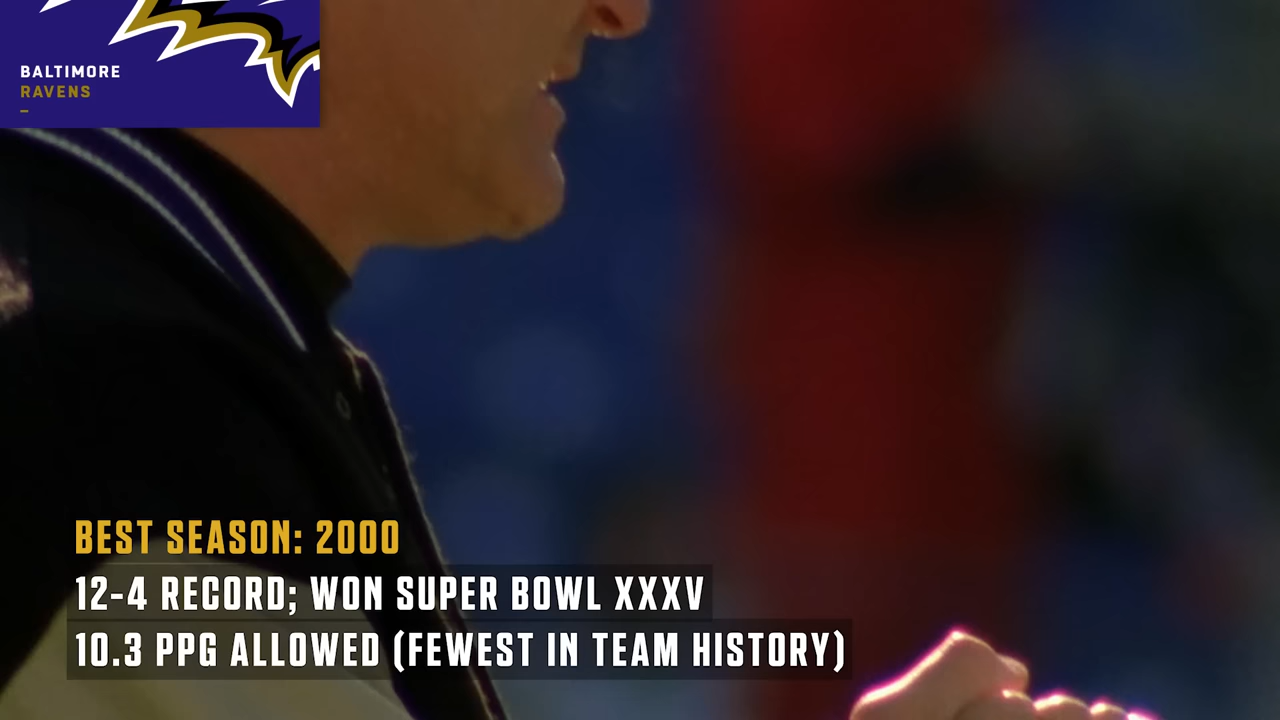 BALTIMORE
RAVENS
BEST SEASON: 2000
12-4 RECORD; WON SUPER BOWL XXXV
10.3 PPG ALLOWED (FEWEST IN TEAM HISTORY)